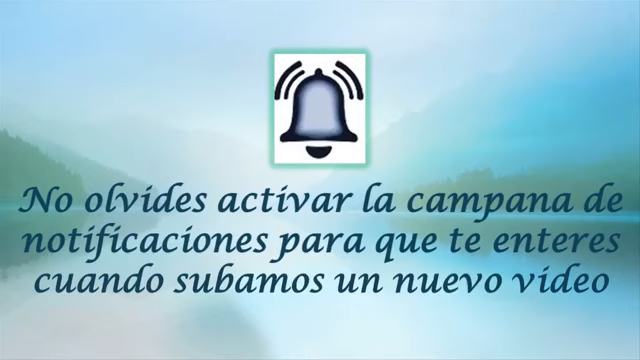 No olvides activar la campana de
notificaciones para que te enteres
cuando subamos un nuevo video